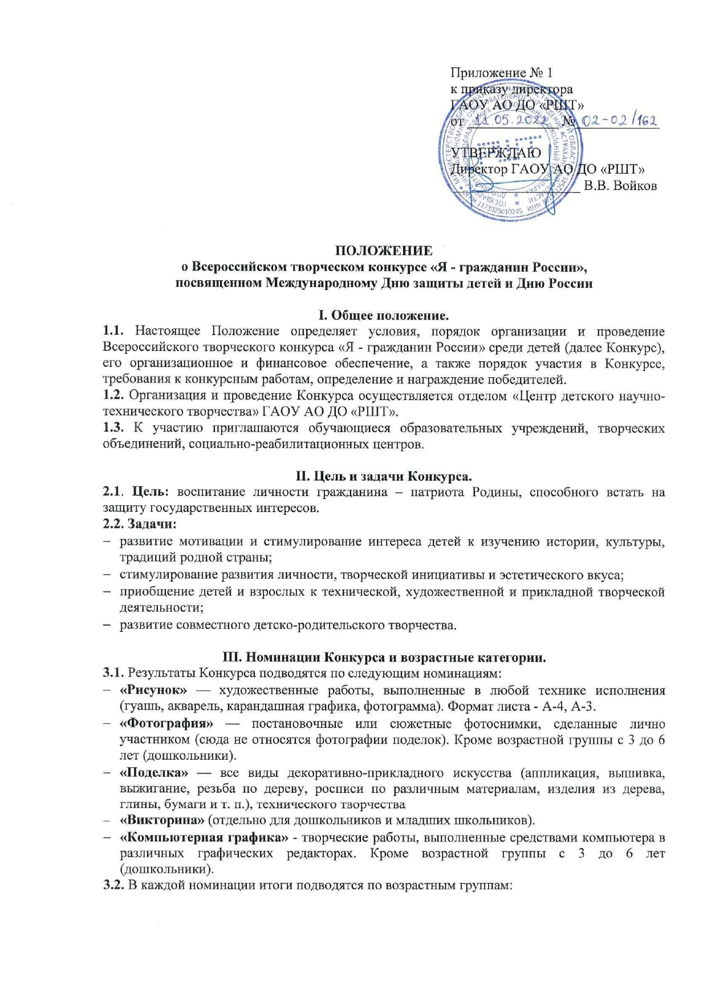 Приложение № 1
к приказу директора
ГАОУ АО ДО «РШТ»
от 11.05.2022 № 02-02/162
УТВЕРЖДАЮ
Директор ГАОУ АО ДО «РШТ»
В.В. Войков
1173025010245 ИНН
ПОЛОЖЕНИЕ
о Всероссийском творческом конкурсе «Я - гражданин России»,
посвященном Международному Дню защиты детей и Дню России
I. Общее положение.
1.1. Настоящее Положение определяет условия, порядок организации и проведение
Всероссийского творческого конкурса «Я - гражданин России» среди детей (далее Конкурс),
его организационное и финансовое обеспечение, а также порядок участия в Конкурсе,
требования к конкурсным работам, определение и награждение победителей.
1.2. Организация и проведение Конкурса осуществляется отделом «Центр детского научно-
технического творчества» ГАОУ АО ДО «РШТ».
1.3. К участию приглашаются обучающиеся образовательных учреждений, творческих
объединений, социально-реабилитационных центров.
II. Цель и задачи Конкурса.
2.1. Цель: воспитание личности гражданина – патриота Родины, способного встать на
защиту государственных интересов.
2.2. Задачи:
– развитие мотивации и стимулирование интереса детей к изучению истории, культуры,
традиций родной страны;
– стимулирование развития личности, творческой инициативы и эстетического вкуса;
– приобщение детей и взрослых к технической, художественной и прикладной творческой
деятельности;
– развитие совместного детско-родительского творчества.
III. Номинации Конкурса и возрастные категории.
3.1. Результаты Конкурса подводятся по следующим номинациям:
– «Рисунок» — художественные работы, выполненные в любой технике исполнения
(гуашь, акварель, карандашная графика, фотограмма). Формат листа - А-4, А-3.
– «Фотография» — постановочные или сюжетные фотоснимки, сделанные лично
участником (сюда не относятся фотографии поделок). Кроме возрастной группы с 3 до 6
лет (дошкольники).
– «Поделка» — все виды декоративно-прикладного искусства (аппликация, вышивка,
выжигание, резьба по дереву, росписи по различным материалам, изделия из дерева,
глины, бумаги и т. п.), технического творчества
– «Викторина» (отдельно для дошкольников и младших школьников).
– «Компьютерная графика» - творческие работы, выполненные средствами компьютера в
различных графических редакторах. Кроме возрастной группы с 3 до 6 лет
(дошкольники).
3.2. В каждой номинации итоги подводятся по возрастным группам: